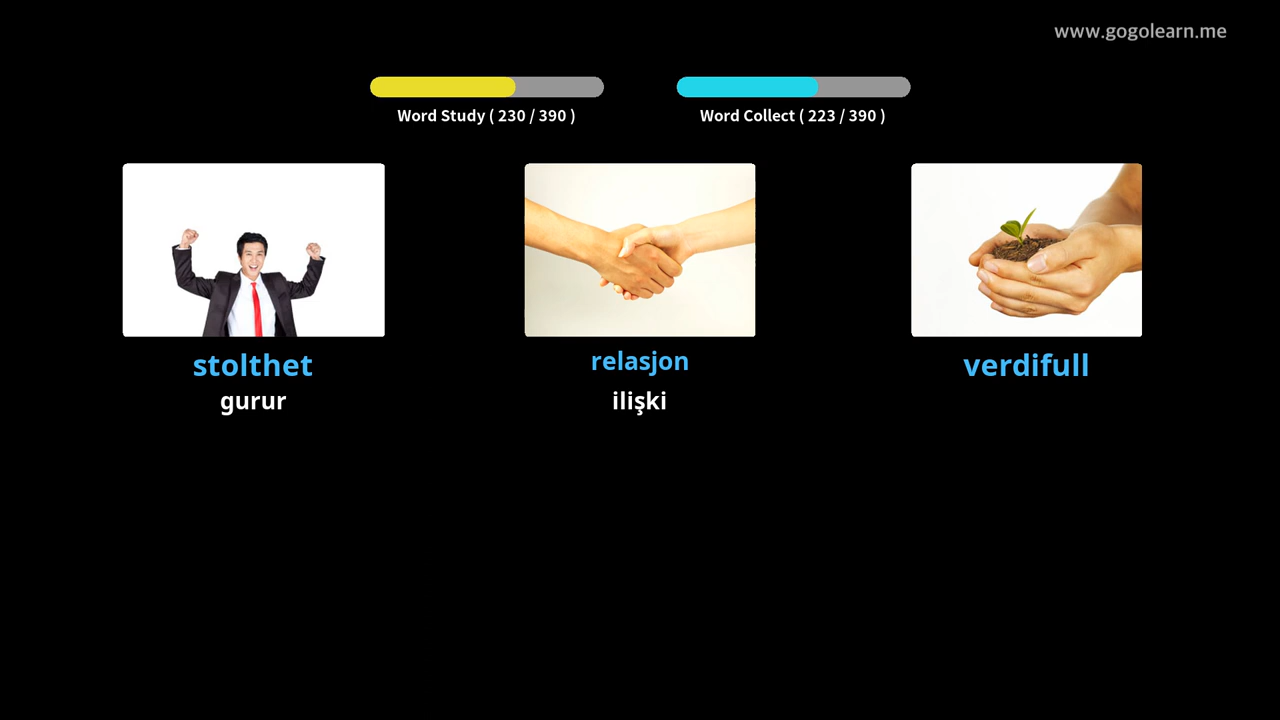 www.gogolearn.me
Word Study ( 230 / 390 )
Word Collect ( 223 / 390 )
stolthet
gurur
relasjon
ilişki
verdifull